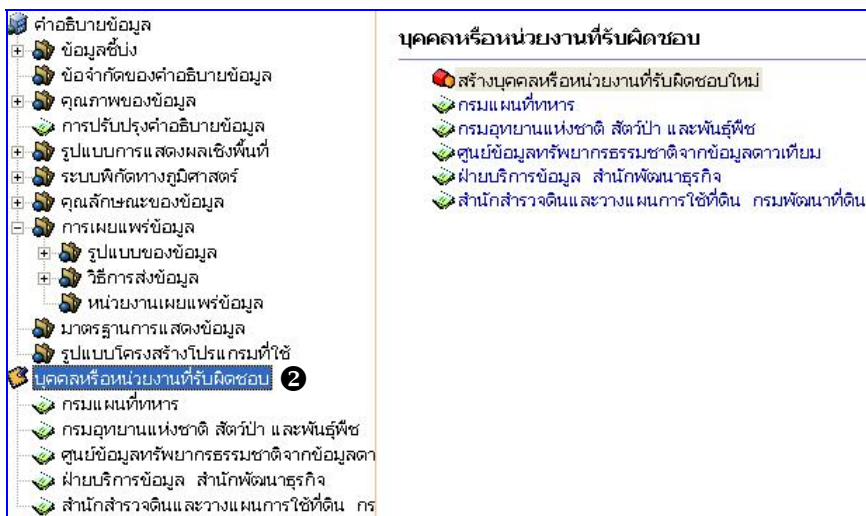 คำอธิบายข้อมูล
ข้อมูลชี้บ่ง
ข้อจำกัดของคำอธิบายข้อมูล
คุณภาพของข้อมูล
การปรับปรุงคำอธิบายข้อมูล
รูปแบบการแสดงผลเชิงพื้นที่
ระบบพิกัดทางภูมิศาสตร์
คุณลักษณะของข้อมูล
การเผยแพร่ข้อมูล
รูปแบบของข้อมูล
วิธีการส่งข้อมูล
หน่วยงานเผยแพร่ข้อมูล
มาตรฐานการแสดงข้อมูล
รูปแบบโครงสร้างโปรแกรมที่ใช้
บุคคลหรือหน่วยงานที่รับผิดชอบ ❷
กรมแผนที่ทหาร
กรมอุทยานแห่งชาติ สัตว์ป่า และพันธุ์พืช
ศูนย์ข้อมูลทรัพยากรธรรมชาติจากข้อมูลดา
ฝ่ายบริการข้อมูล สำนักพัฒนาธุรกิจ
สำนักสำรวจดินและวางแผนการใช้ที่ดิน กร
บุคคลหรือหน่วยงานที่รับผิดชอบ
สร้างบุคคลหรือหน่วยงานที่รับผิดชอบใหม่
กรมแผนที่ทหาร
กรมอุทยานแห่งชาติ สัตว์ป่า และพันธุ์พืช
ศูนย์ข้อมูลทรัพยากรธรรมชาติจากข้อมูลดาวเทียม
ฝ่ายบริการข้อมูล สำนักพัฒนาธุรกิจ
สำนักสำรวจดินและวางแผนการใช้ที่ดิน กรมพัฒนาที่ดิน